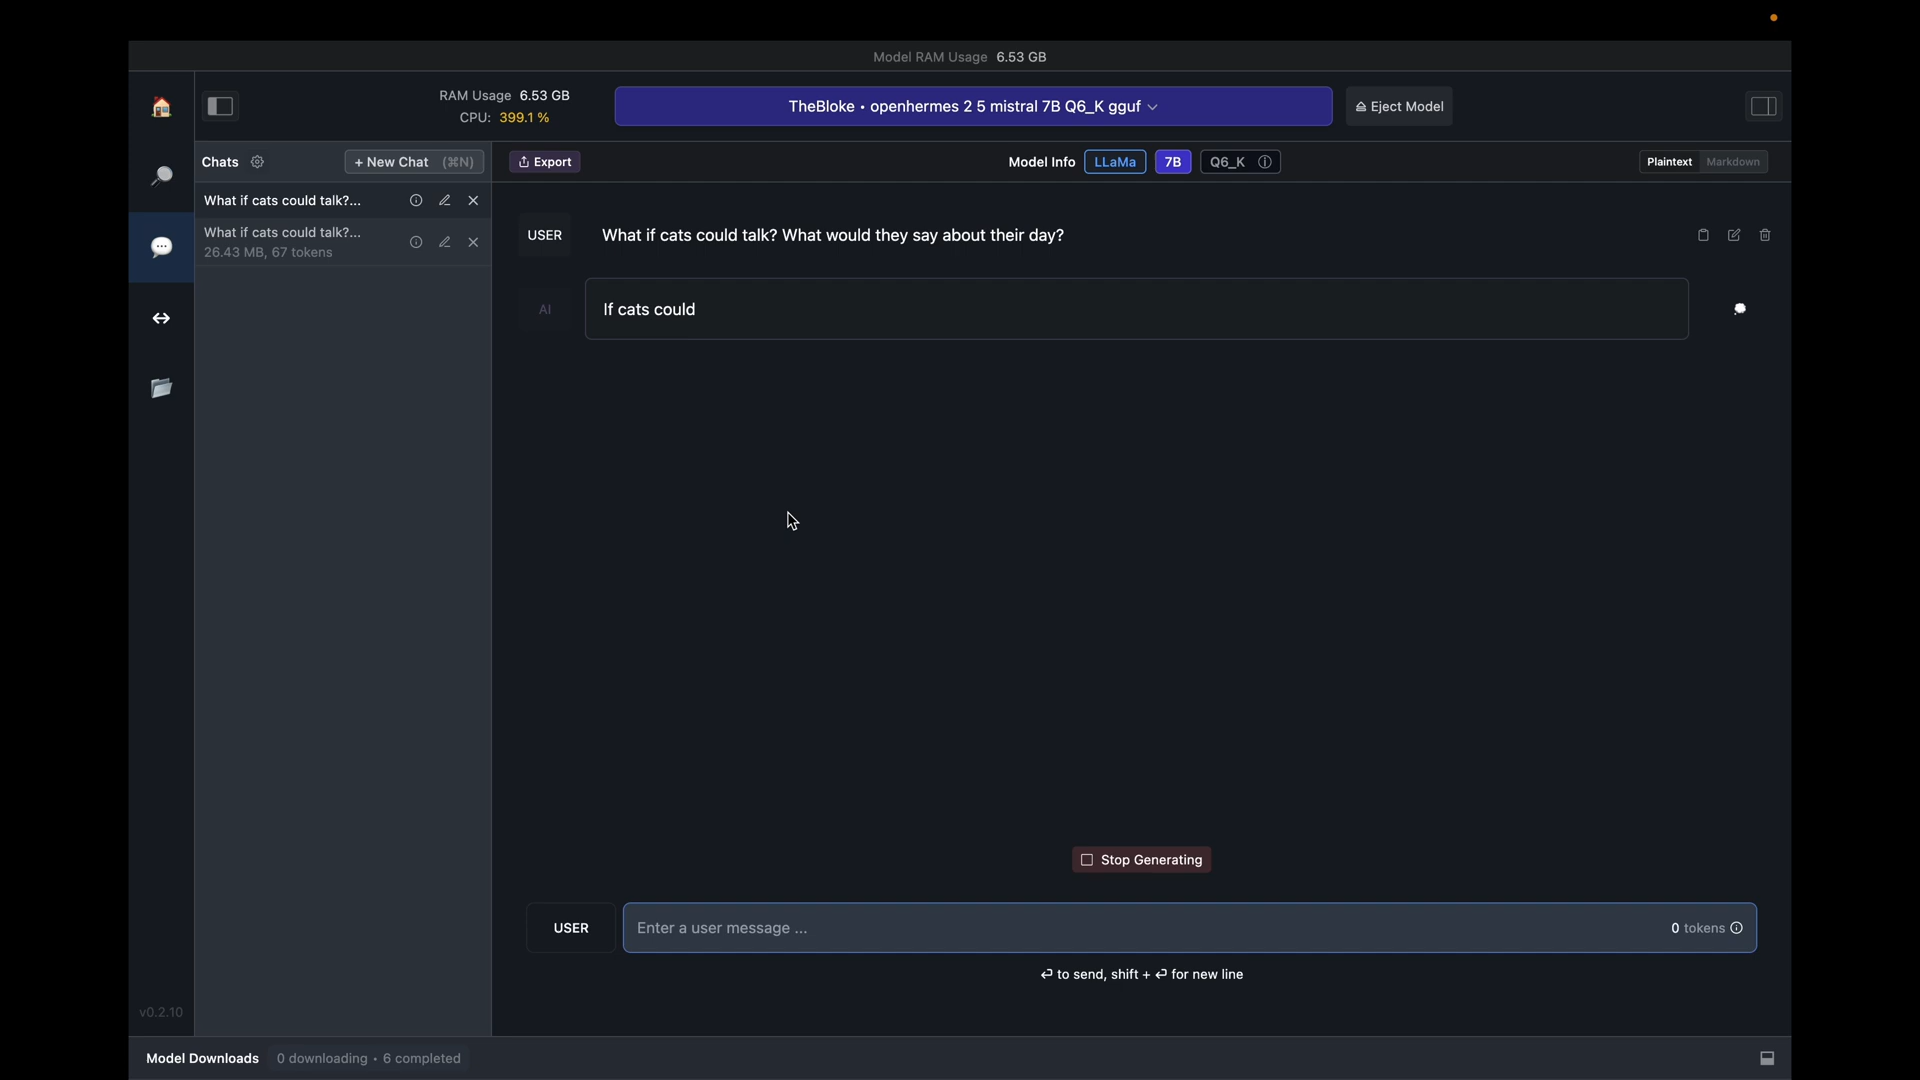 Model RAM Usage 6.53 GB
RAM Usage 6.53 GB
CPU: 399.1 %
TheBloke • openhermes 2 5 mistral 7B Q6_K gguf
Eject Model
Chats
+ New Chat (⌘N)
Export
Model Info LLaMa 7B Q6_K
Plaintext Markdown
What if cats could talk?...
What if cats could talk?...
26.43 MB, 67 tokens
USER
What if cats could talk? What would they say about their day?
AI
If cats could
Stop Generating
USER
Enter a user message ...
0 tokens
⏎ to send, shift + ⏎ for new line
v0.2.10
Model Downloads 0 downloading • 6 completed